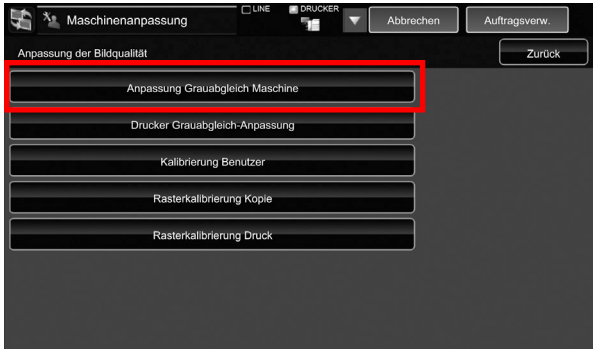 Maschinenanpassung
LINE
DRUCKER
Abbrechen
Auftragsverw.
Anpassung der Bildqualität
Zurück
Anpassung Grauabgleich Maschine
Drucker Grauabgleich-Anpassung
Kalibrierung Benutzer
Rasterkalibrierung Kopie
Rasterkalibrierung Druck